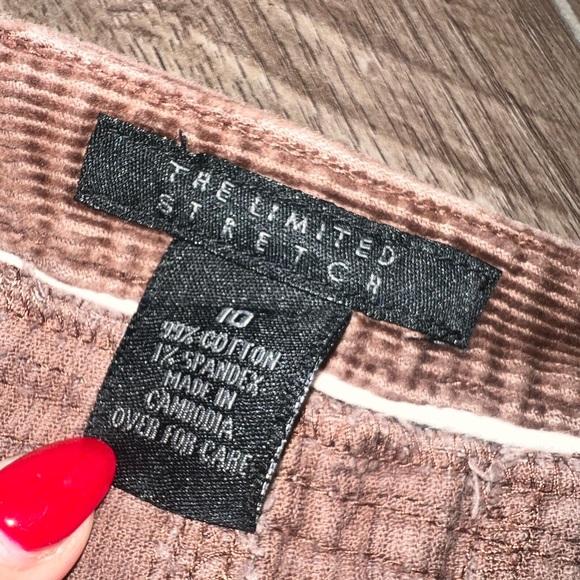 THE LIMITED
STRETCH
10
99% COTTON
1% SPANDEX
MADE IN
CAMBODIA
OVER FOR CARE